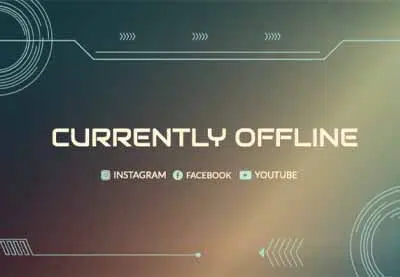 CURRENTLY OFFLINE
INSTAGRAM FACEBOOK YOUTUBE